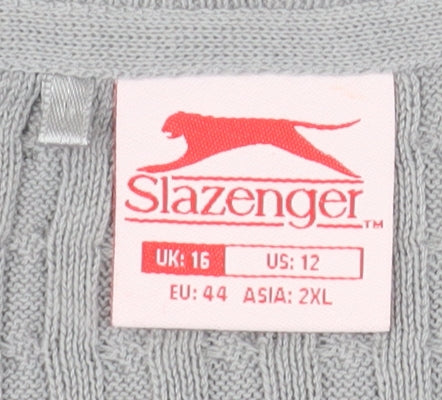 Slazenger™
UK: 16 US: 12
EU: 44 ASIA: 2XL